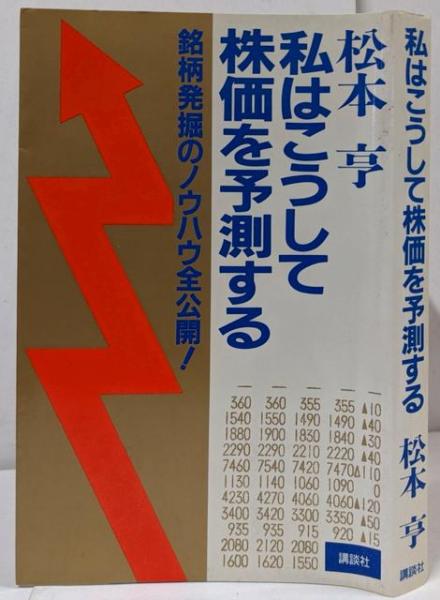 松本 亨
私はこうして
株価を予測する
銘柄発掘のノウハウ全公開!
— — — — —
360 360 355 355 ▲10
1540 1550 1490 1490 ▲40
1880 1900 1830 1840 ▲30
2290 2290 2210 2220 ▲40
7460 7540 7420 7470 ▲110
1130 1140 1060 1090 0
4230 4270 4060 4060 ▲120
3400 3420 3300 3350 ▲50
935 935 915 920 ▲15
2080 2120 2080
1600 1620 1550
講談社
私はこうして株価を予測する 松本 亨
講談社